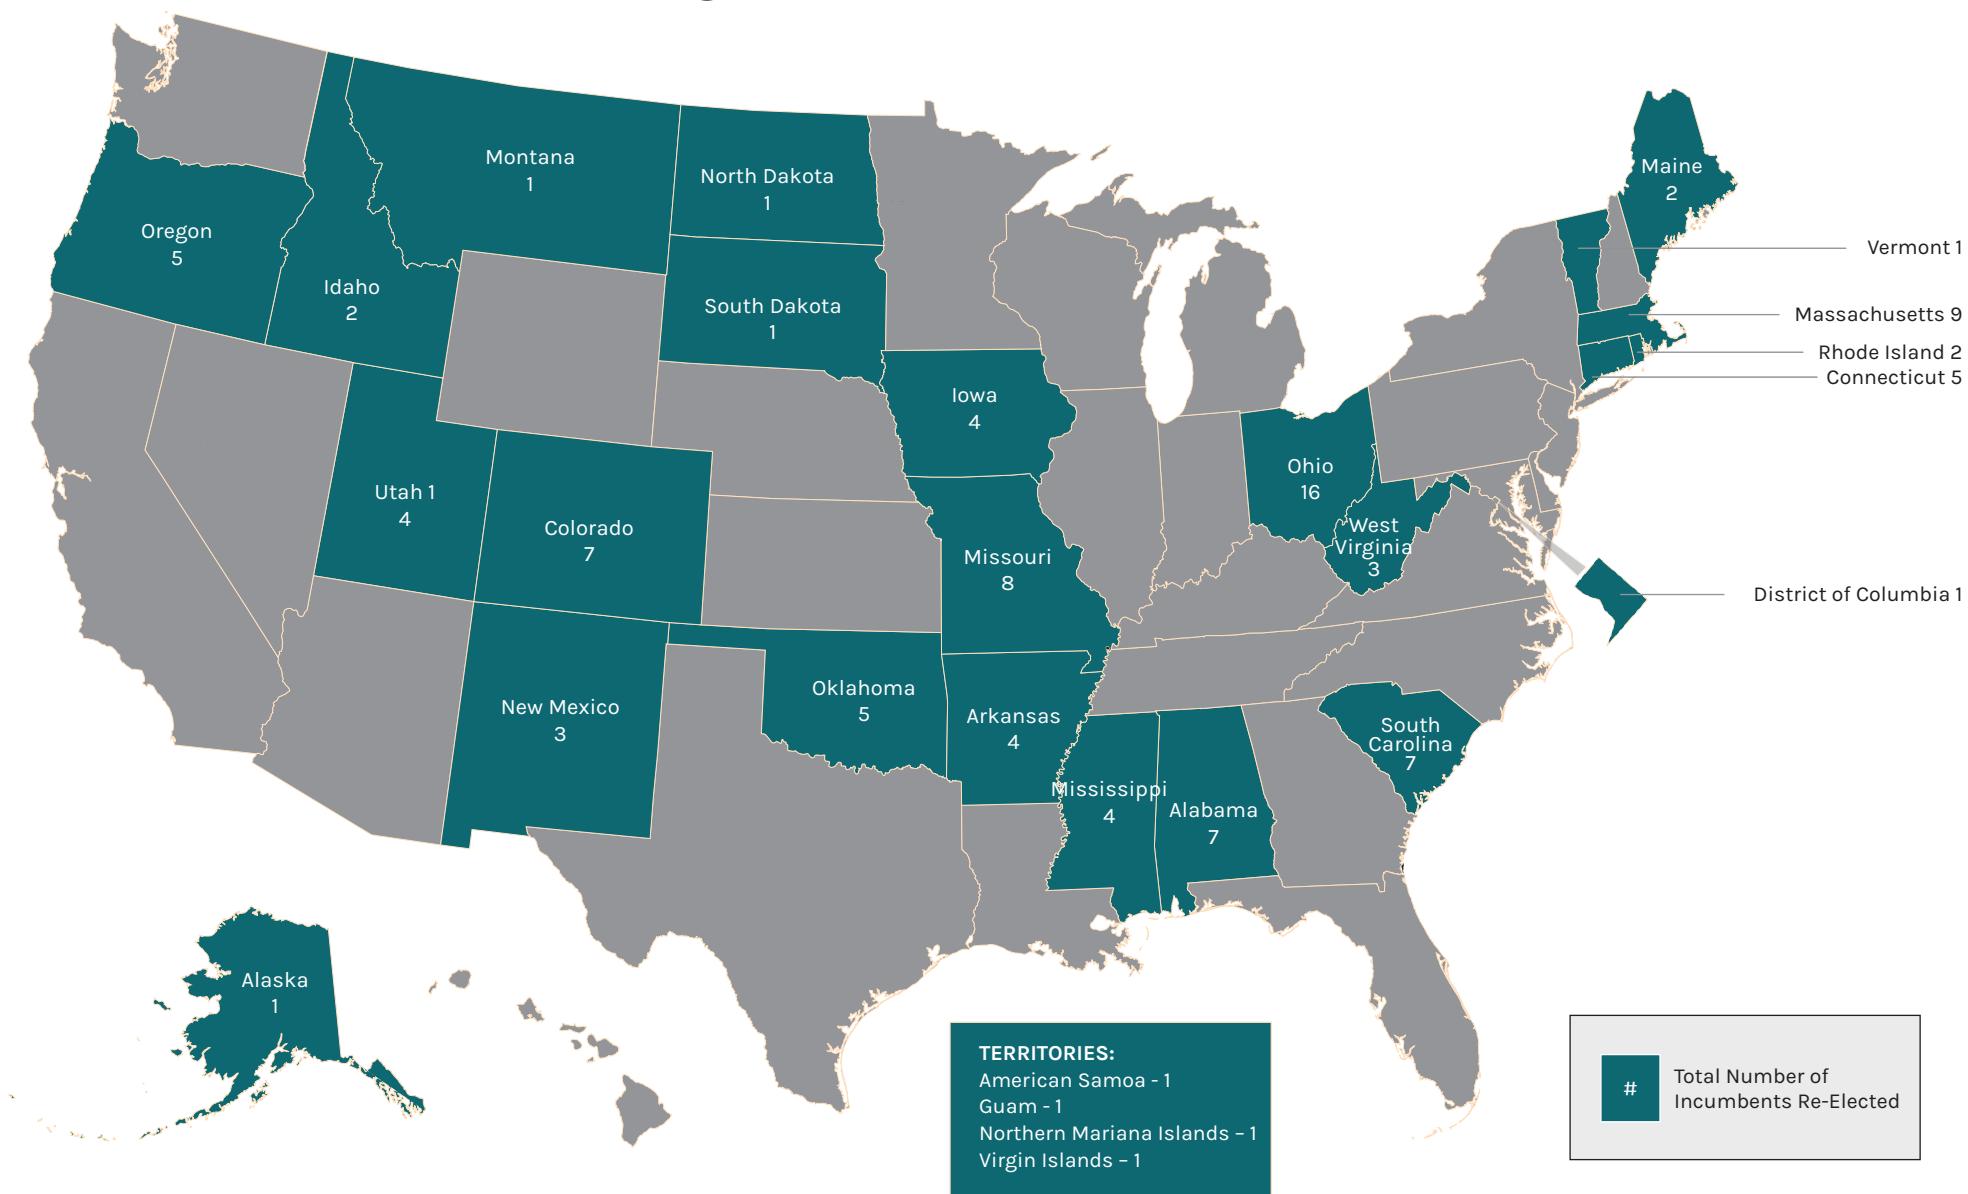 Montana
1
North Dakota
1
Maine
2
Oregon
5
Vermont 1
Idaho
2
South Dakota
1
Massachusetts 9
Rhode Island 2
Connecticut 5
Iowa
4
Ohio
16
Utah 1
4
Colorado
7
West
Virginia
3
Missouri
8
District of Columbia 1
New Mexico
3
Oklahoma
5
Arkansas
4
South
Carolina
7
Mississippi
4
Alabama
7
Alaska
1
TERRITORIES:
American Samoa - 1
Guam - 1
Northern Mariana Islands – 1
Virgin Islands – 1
#
Total Number of
Incumbents Re-Elected